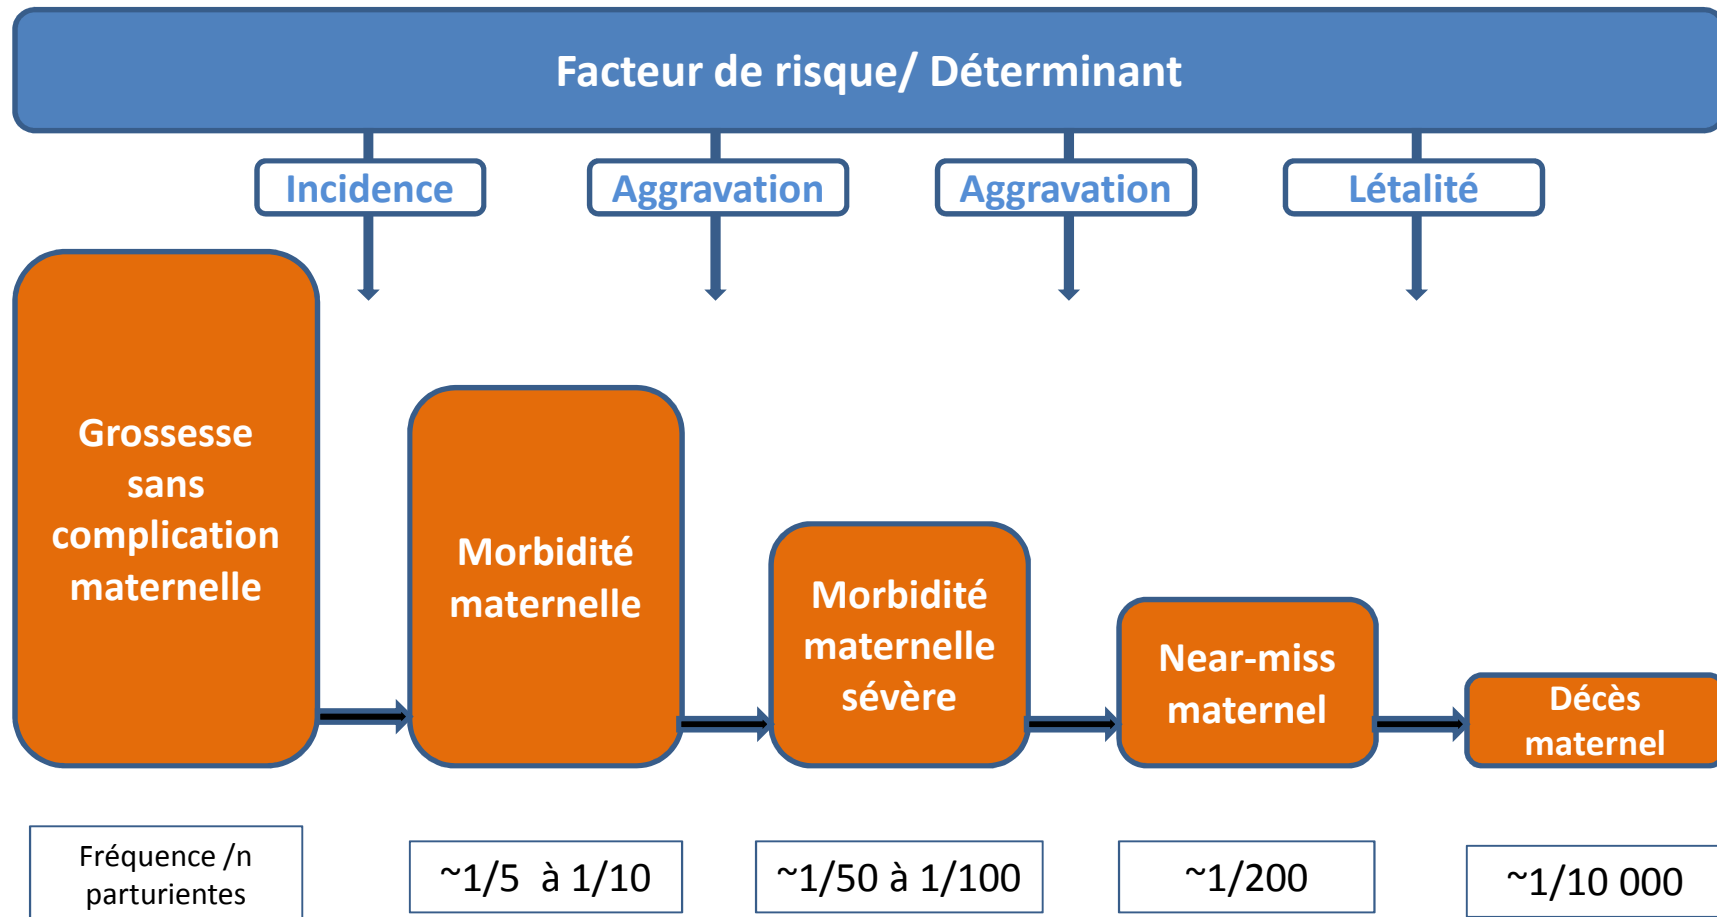 Facteur de risque/ Déterminant
Incidence
Aggravation
Aggravation
Létalité
Grossesse
sans
complication
maternelle
Morbidité
maternelle
Morbidité
maternelle
sévère
Near-miss
maternel
Décès
maternel
Fréquence /n
parturientes
~1/5 à 1/10
~1/50 à 1/100
~1/200
~1/10 000